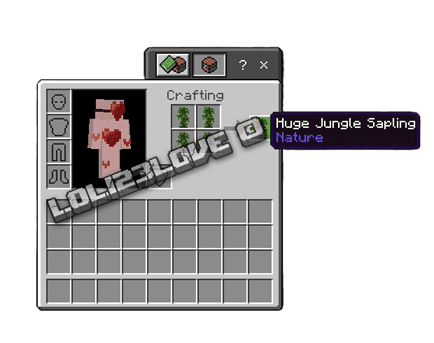 ? ×
Crafting
Huge Jungle Sapling
Nature
LOLI23LOVE @